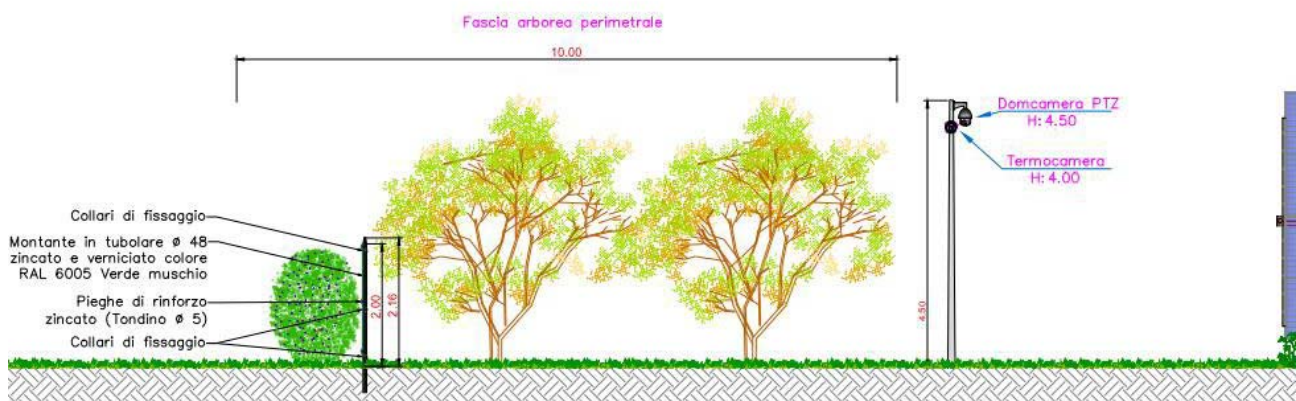 Fascia arborea perimetrale
10.00
Domcamera PTZ
H: 4.50
Termocamera
H: 4.00
Collari di fissaggio
Montante in tubolare ø 48
zincato e verniciato colore
RAL 6005 Verde muschio
Pieghe di rinforzo
zincato (Tondino ø 5)
Collari di fissaggio
2.00
2.16
4.50